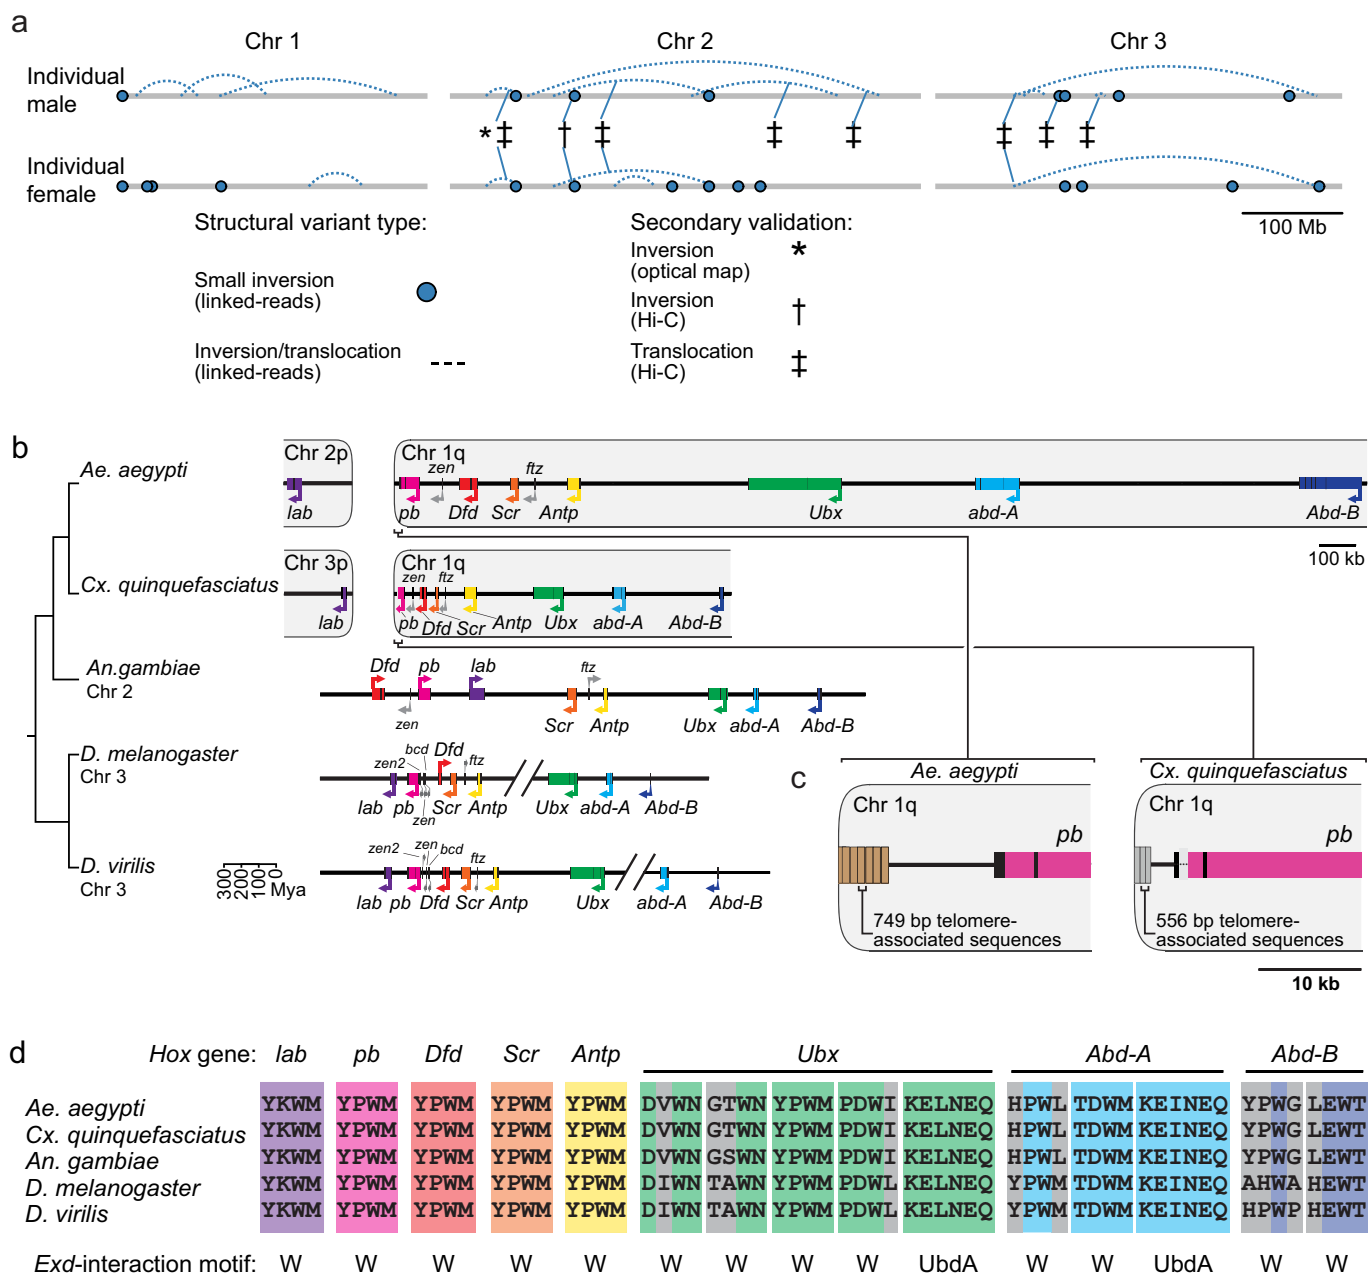 a
Chr 1
Chr 2
Chr 3
Individual
male
* ‡ † ‡ ‡ ‡ ‡ ‡ ‡
Individual
female
100 Mb
Structural variant type:
Small inversion
(linked-reads)
Inversion/translocation
(linked-reads)
Secondary validation:
Inversion
(optical map)
*
Inversion
(Hi-C)
†
Translocation
(Hi-C)
‡
b
Ae. aegypti
Chr 2p
lab
Chr 1q
zen
ftz
pb Dfd Scr Antp Ubx abd-A Abd-B
100 kb
Cx. quinquefasciatus
Chr 3p
lab
Chr 1q
zen ftz
pb Dfd Scr Antp Ubx abd-A Abd-B
An.gambiae
Chr 2
Dfd pb lab ftz
zen Scr Antp Ubx abd-A Abd-B
D. melanogaster
Chr 3
zen2 bcd Dfd ftz
lab pb zen Scr Antp Ubx abd-A Abd-B
D. virilis
Chr 3
300 200 100 0 Mya
zen2 zen bcd ftz
lab pb Dfd Scr Antp Ubx abd-A Abd-B
c
Ae. aegypti
Chr 1q
pb
749 bp telomere-
associated sequences
Cx. quinquefasciatus
Chr 1q
pb
556 bp telomere-
associated sequences
10 kb
d
Hox gene: lab pb Dfd Scr Antp Ubx Abd-A Abd-B
Ae. aegypti YKWM YPWM YPWM YPWM YPWM DVWN GTWN YPWM PDWI KELNEQ HPWL TDWM KEINEQ YPWG LEWT
Cx. quinquefasciatus YKWM YPWM YPWM YPWM YPWM DVWN GTWN YPWM PDWI KELNEQ HPWL TDWM KEINEQ YPWG LEWT
An. gambiae YKWM YPWM YPWM YPWM YPWM DVWN GSWN YPWM PDWI KELNEQ HPWL TDWM KEINEQ YPWG LEWT
D. melanogaster YKWM YPWM YPWM YPWM YPWM DIWN TAWN YPWM PDWL KELNEQ YPWM TDWM KEINEQ AHWA HEWT
D. virilis YKWM YPWM YPWM YPWM YPWM DIWN TAWN YPWM PDWL KELNEQ YPWM TDWM KEINEQ HPWP HEWT
Exd-interaction motif: W W W W W W W W W UbdA W W UbdA W W